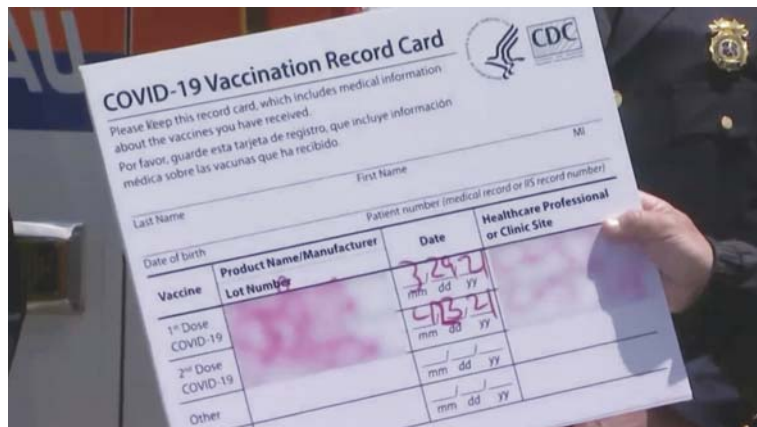 AU
COVID-19 Vaccination Record Card
CDC
Please keep this record card, which includes medical information
about the vaccines you have received.
Por favor, guarde esta tarjeta de registro, que incluye información
médica sobre las vacunas que ha recibido.
Last Name First Name MI
Date of birth Patient number (medical record or IIS record number)
Vaccine Product Name/Manufacturer Date Healthcare Professional
Lot Number or Clinic Site
1st Dose 3/29/21
COVID-19 mm dd yy
2nd Dose 4/13/21
COVID-19 mm dd yy
Other mm dd yy
mm dd yy